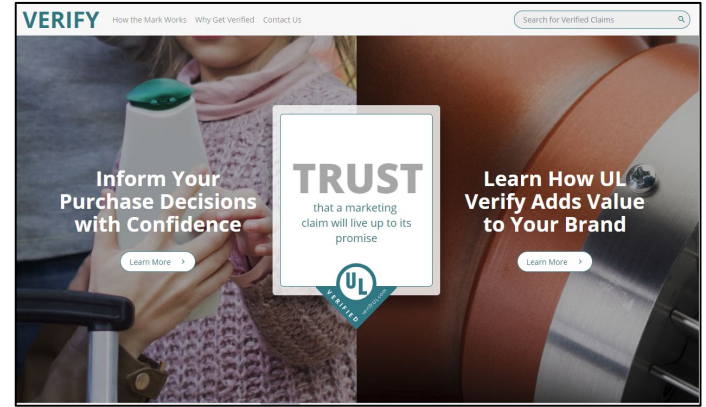 VERIFY
How the Mark Works Why Get Verified Contact Us
Search for Verified Claims
Inform Your
Purchase Decisions
with Confidence
Learn More >
TRUST
that a marketing
claim will live up to its
promise
UL
VERIFIED
Learn How UL
Verify Adds Value
to Your Brand
Learn More >